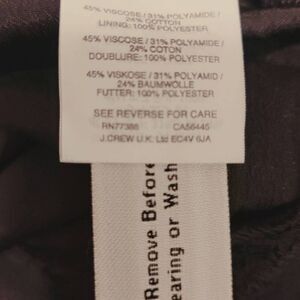 45% VISCOSE / 31% POLYAMIDE /
24% COTTON
LINING: 100% POLYESTER
45% VISCOSE / 31% POLYAMIDE /
24% COTON
DOUBLURE: 100% POLYESTER
45% VISKOSE / 31% POLYAMID /
24% BAUMWOLLE
FUTTER: 100% POLYESTER
SEE REVERSE FOR CARE
RN77388 CA56445
J.CREW U.K. Ltd EC4V 6JA
Remove Before
earing or Wash